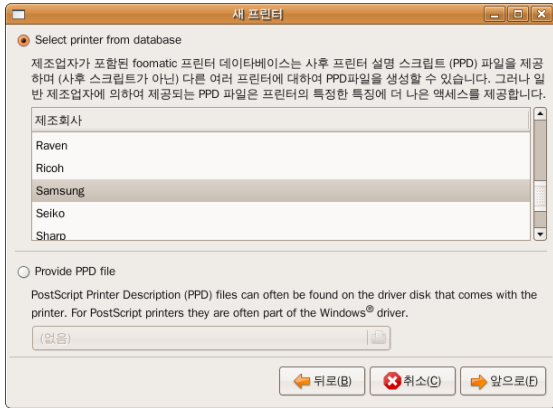 새 프린터
Select printer from database
제조업자가 포함된 foomatic 프린터 데이타베이스는 사후 프린터 설명 스크립트 (PPD) 파일을 제공
하며 (사후 스크립트가 아닌) 다른 여러 프린터에 대하여 PPD파일을 생성할 수 있습니다. 그러나 일
반 제조업자에 의하여 제공되는 PPD 파일은 프린터의 특정한 특징에 더 나은 액세스를 제공합니다.
제조회사
Raven
Ricoh
Samsung
Seiko
Sharp
Provide PPD file
PostScript Printer Description (PPD) files can often be found on the driver disk that comes with the
printer. For PostScript printers they are often part of the Windows® driver.
(없음)
뒤로(B) 취소(C) 앞으로(F)